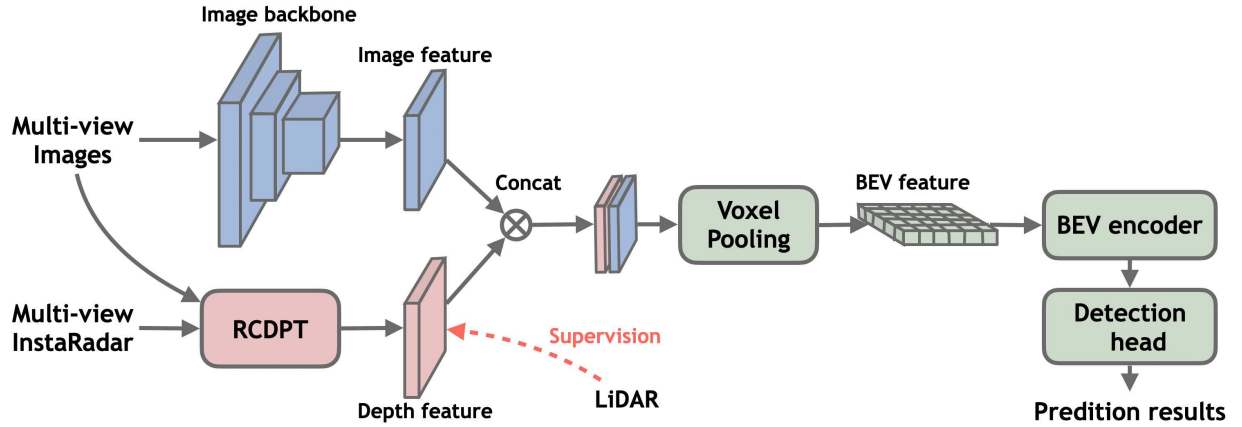 Image backbone
Image feature
Multi-view
Images
Concat
BEV feature
Voxel
Pooling
BEV encoder
Multi-view
InstaRadar
RCDPT
Supervision
Detection
head
LiDAR
Depth feature
Predition results